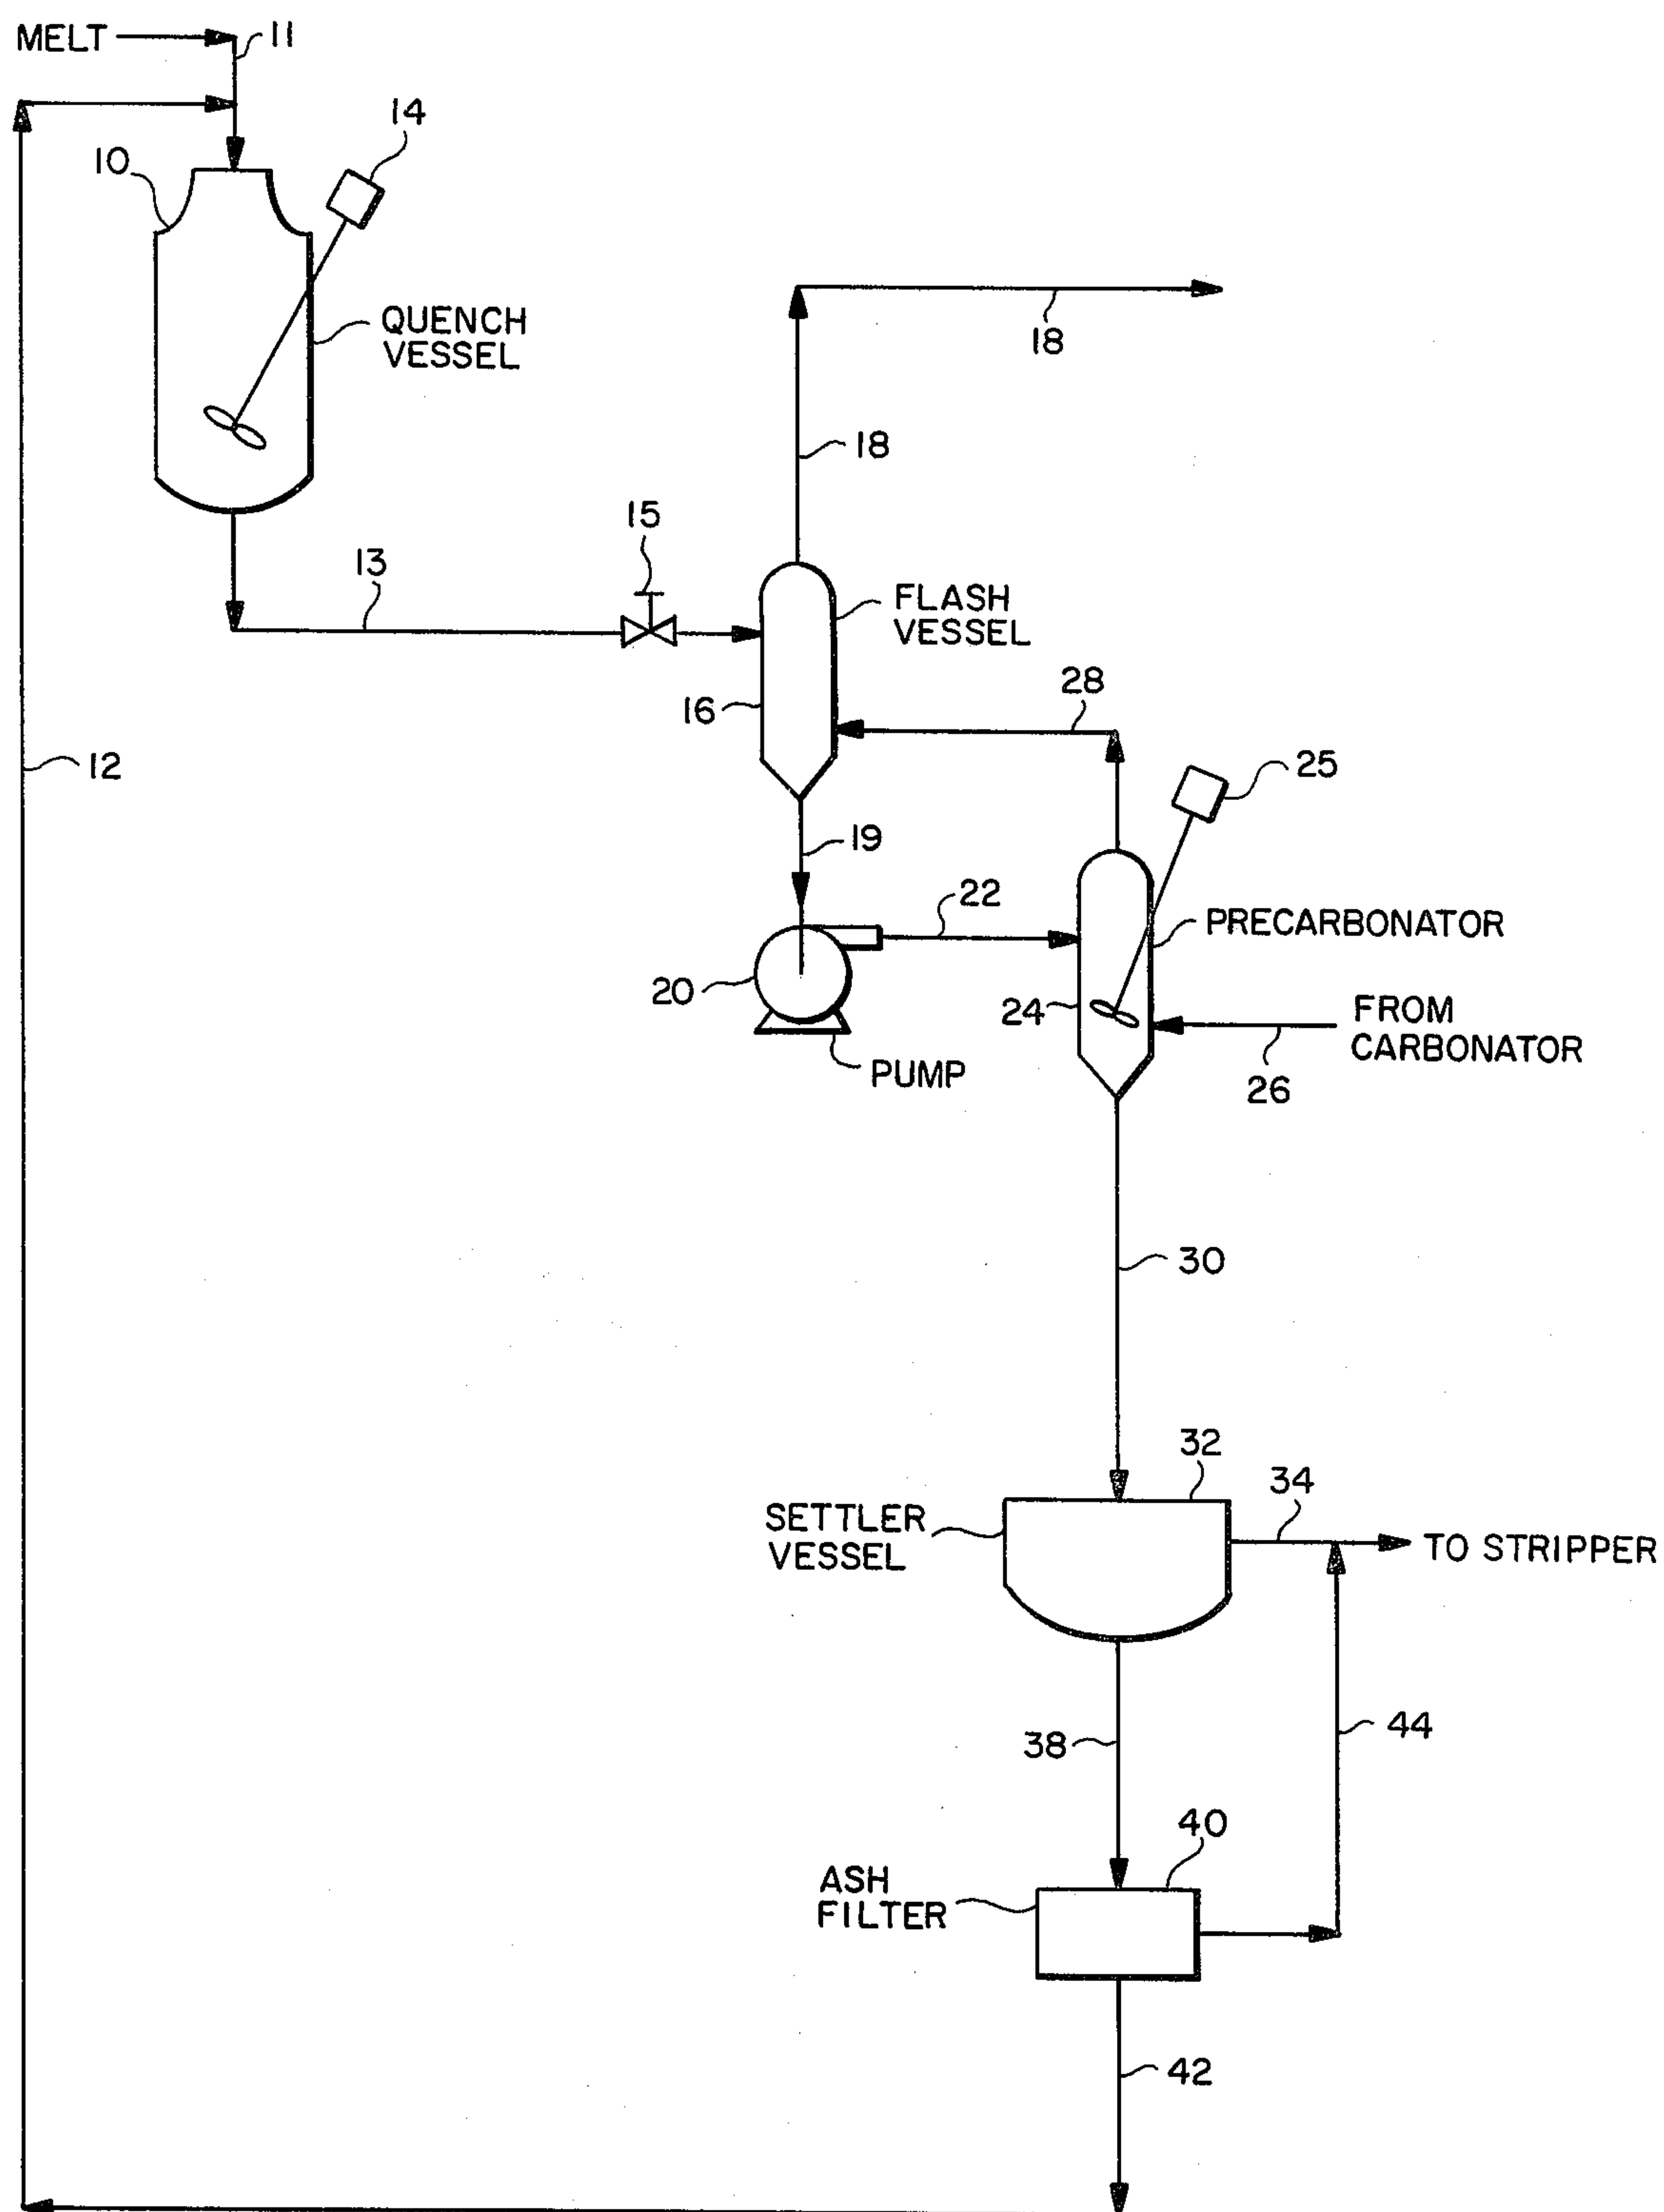 MELT
11
14
10
QUENCH
VESSEL
18
18
15
13
FLASH
VESSEL
28
16
12
25
19
22
PRECARBONATOR
20
24
FROM
CARBONATOR
26
PUMP
30
32
34
SETTLER
VESSEL
TO STRIPPER
38
44
40
ASH
FILTER
42